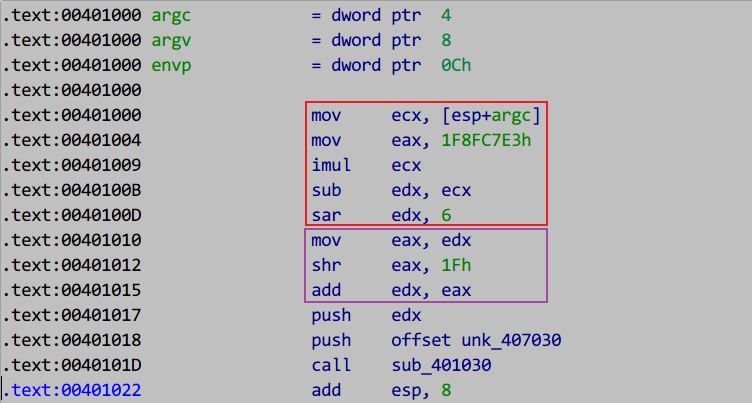 .text:00401000 argc = dword ptr 4
.text:00401000 argv = dword ptr 8
.text:00401000 envp = dword ptr 0Ch
.text:00401000
.text:00401000 mov ecx, [esp+argc]
.text:00401004 mov eax, 1F8FC7E3h
.text:00401009 imul ecx
.text:0040100B sub edx, ecx
.text:0040100D sar edx, 6
.text:00401010 mov eax, edx
.text:00401012 shr eax, 1Fh
.text:00401015 add edx, eax
.text:00401017 push edx
.text:00401018 push offset unk_407030
.text:0040101D call sub_401030
.text:00401022 add esp, 8